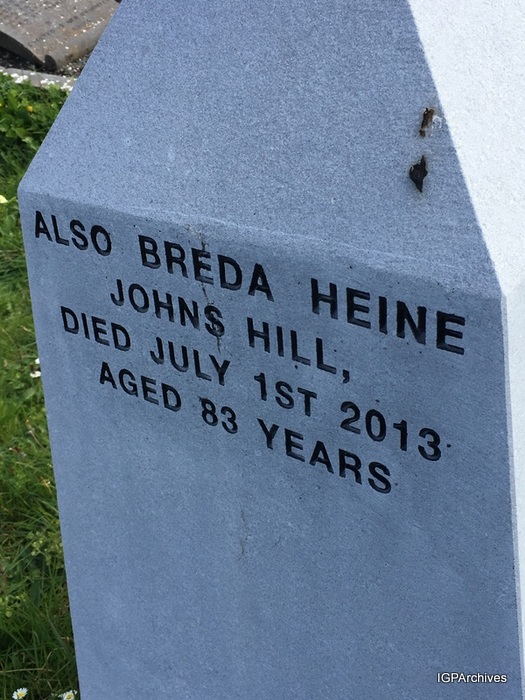 ALSO BREDA HEINE
JOHNS HILL,
DIED JULY 1ST 2013
AGED 83 YEARS
IGPArchives